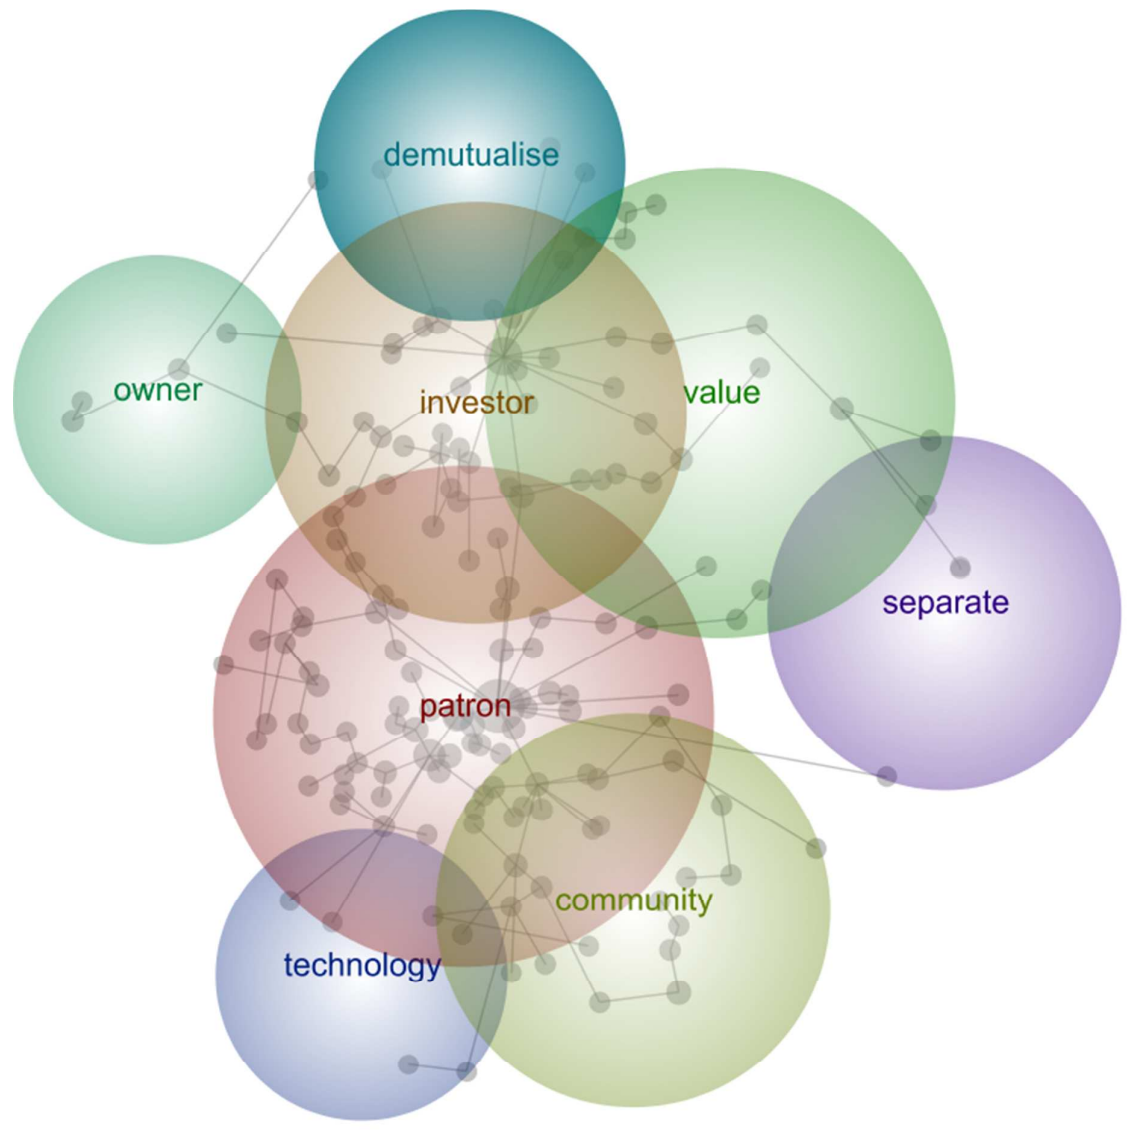 demutualise
owner
investor
value
separate
patron
community
technology